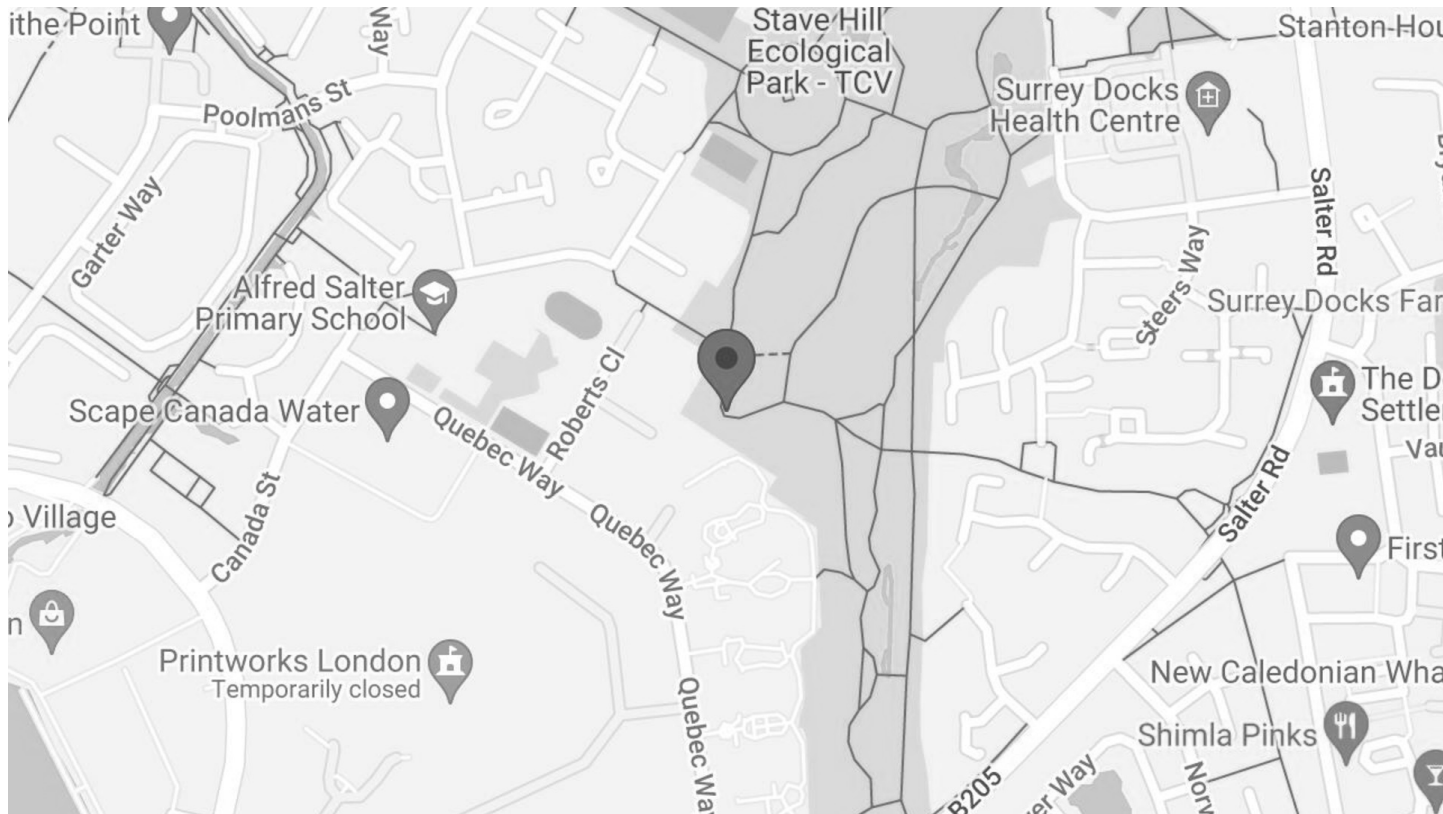 ithe Point
Way
Stave Hill
Ecological
Park - TCV
Stanton Hou
Poolmans St
Surrey Docks
Health Centre
Garter Way
Salter Rd
Steers Way
Alfred Salter
Primary School
Surrey Docks Far
Roberts Cl
The D
Settle
Scape Canada Water
Quebec Way
Vau
Salter Rd
Village
Canada St
Quebec Way
First
n
Printworks London
Temporarily closed
New Caledonian Wha
Quebec Wa
Shimla Pinks
B205
er Way
Norw